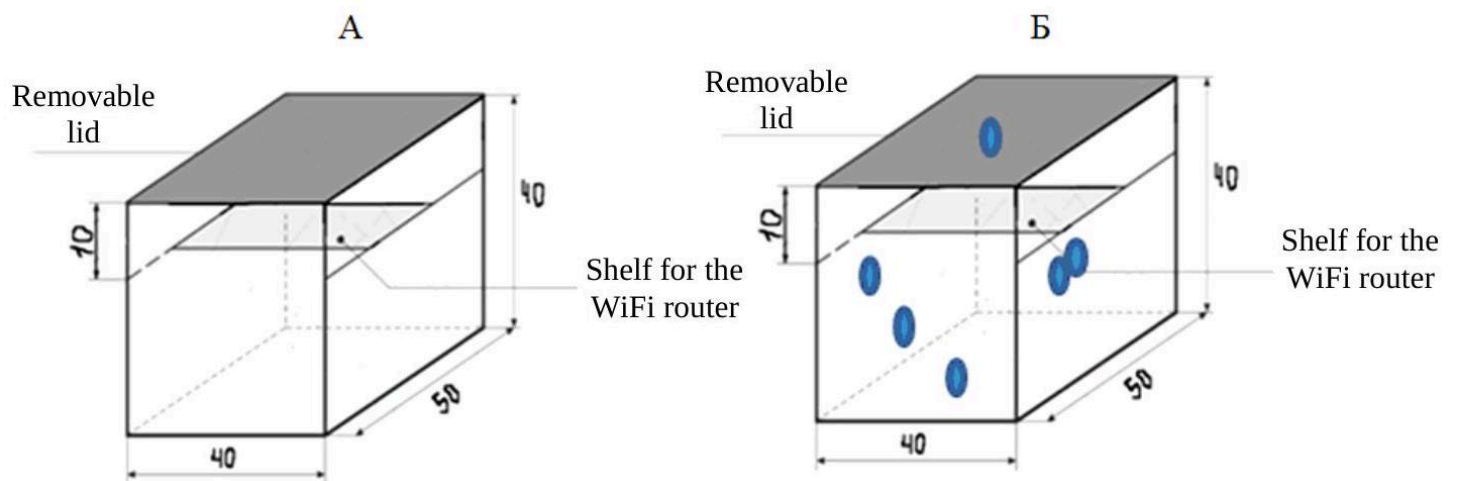 А
Removable
lid
10
40
Shelf for the
WiFi router
50
40
Б
Removable
lid
10
40
Shelf for the
WiFi router
50
40